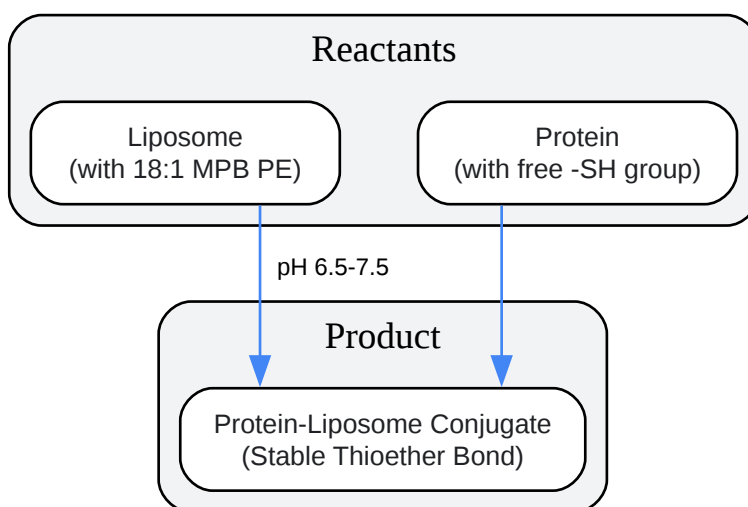 Reactants
Liposome
(with 18:1 MPB PE)
Protein
(with free -SH group)
pH 6.5-7.5
Product
Protein-Liposome Conjugate
(Stable Thioether Bond)